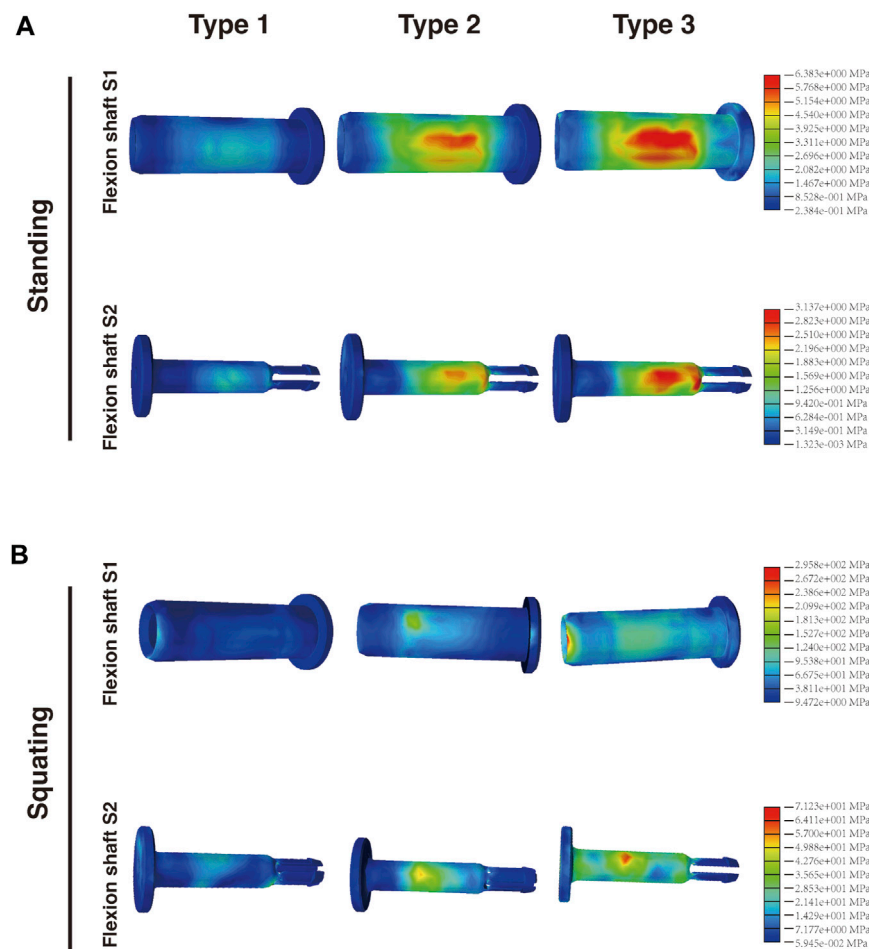 A
Type 1 Type 2 Type 3
Standing
Flexion shaft S1
6.383e+000 MPa
5.768e+000 MPa
5.154e+000 MPa
4.540e+000 MPa
3.925e+000 MPa
3.311e+000 MPa
2.696e+000 MPa
2.082e+000 MPa
1.467e+000 MPa
8.528e-001 MPa
2.384e-001 MPa
Flexion shaft S2
3.137e+000 MPa
2.823e+000 MPa
2.510e+000 MPa
2.196e+000 MPa
1.883e+000 MPa
1.569e+000 MPa
1.256e+000 MPa
9.420e-001 MPa
6.284e-001 MPa
3.149e-001 MPa
1.323e-003 MPa
B
Squating
Flexion shaft S1
2.958e+002 MPa
2.672e+002 MPa
2.386e+002 MPa
2.099e+002 MPa
1.813e+002 MPa
1.527e+002 MPa
1.240e+002 MPa
9.538e+001 MPa
6.675e+001 MPa
3.811e+001 MPa
9.472e+000 MPa
Flexion shaft S2
7.123e+001 MPa
6.411e+001 MPa
5.700e+001 MPa
4.988e+001 MPa
4.276e+001 MPa
3.565e+001 MPa
2.853e+001 MPa
2.141e+001 MPa
1.429e+001 MPa
7.177e+000 MPa
5.945e-002 MPa